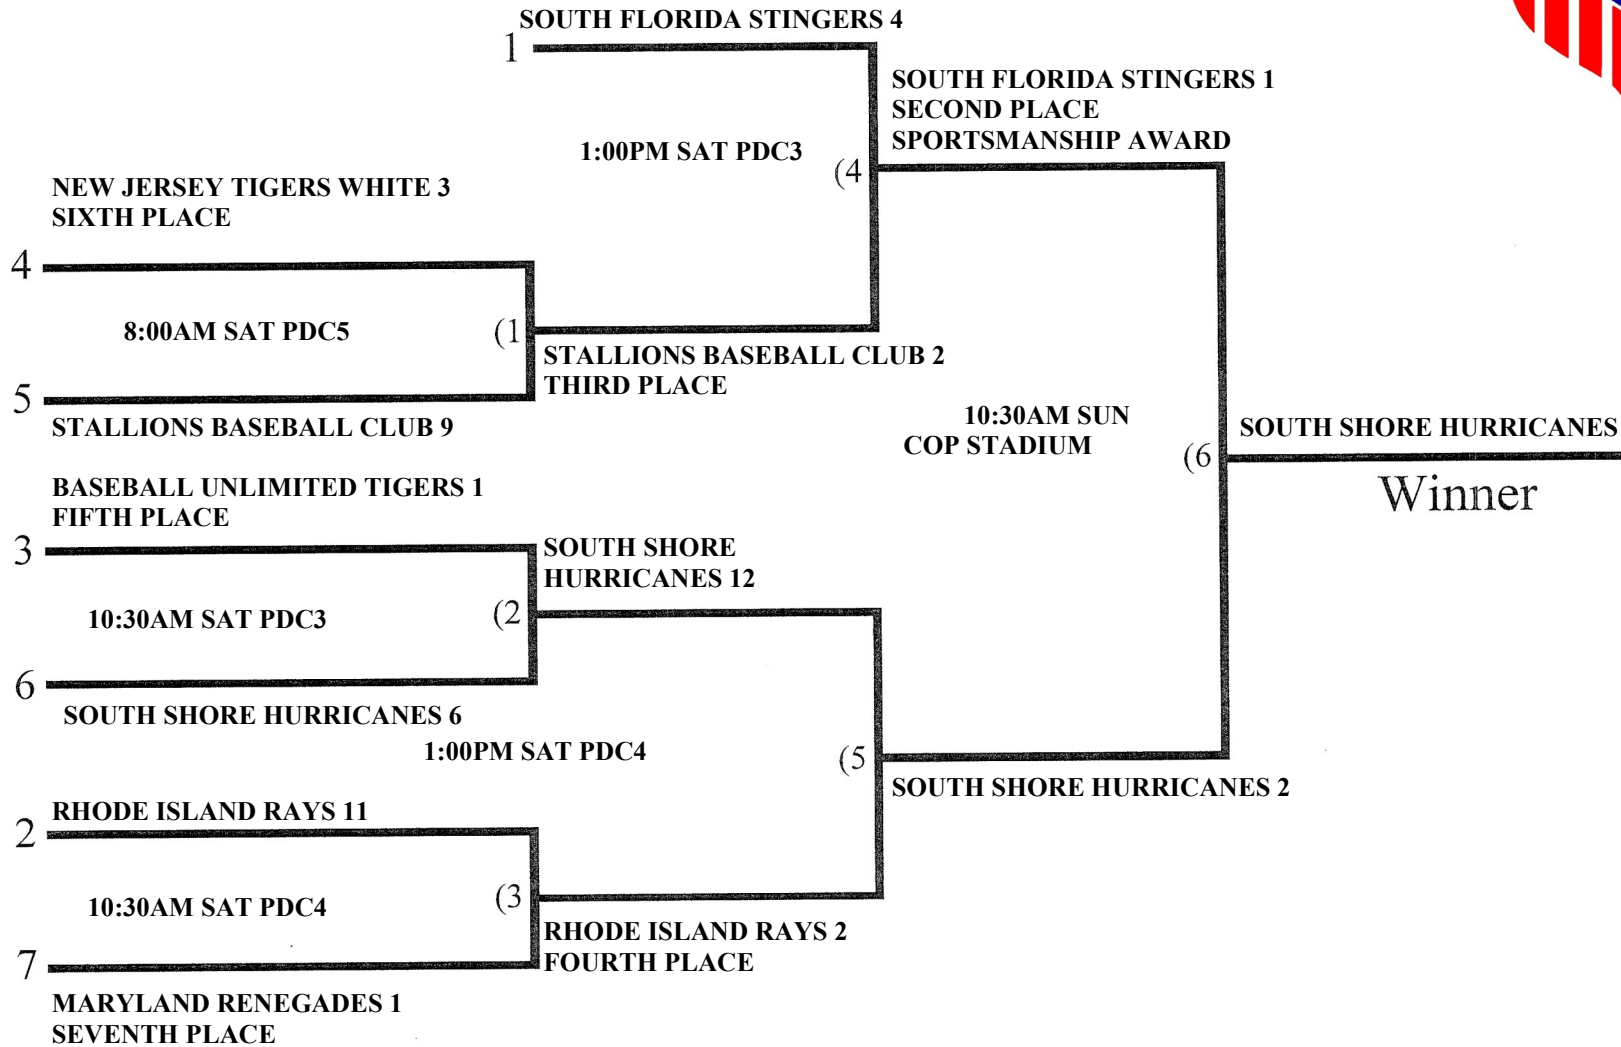 SOUTH FLORIDA STINGERS 4
1
SOUTH FLORIDA STINGERS 1
SECOND PLACE
SPORTSMANSHIP AWARD
1:00PM SAT PDC3
(4
NEW JERSEY TIGERS WHITE 3
SIXTH PLACE
4
8:00AM SAT PDC5
(1
STALLIONS BASEBALL CLUB 2
THIRD PLACE
5
STALLIONS BASEBALL CLUB 9
10:30AM SUN
COP STADIUM
(6
SOUTH SHORE HURRICANES
Winner
BASEBALL UNLIMITED TIGERS 1
FIFTH PLACE
3
SOUTH SHORE
HURRICANES 12
10:30AM SAT PDC3
(2
6
SOUTH SHORE HURRICANES 6
1:00PM SAT PDC4
(5
SOUTH SHORE HURRICANES 2
RHODE ISLAND RAYS 11
2
10:30AM SAT PDC4
(3
RHODE ISLAND RAYS 2
FOURTH PLACE
7
MARYLAND RENEGADES 1
SEVENTH PLACE